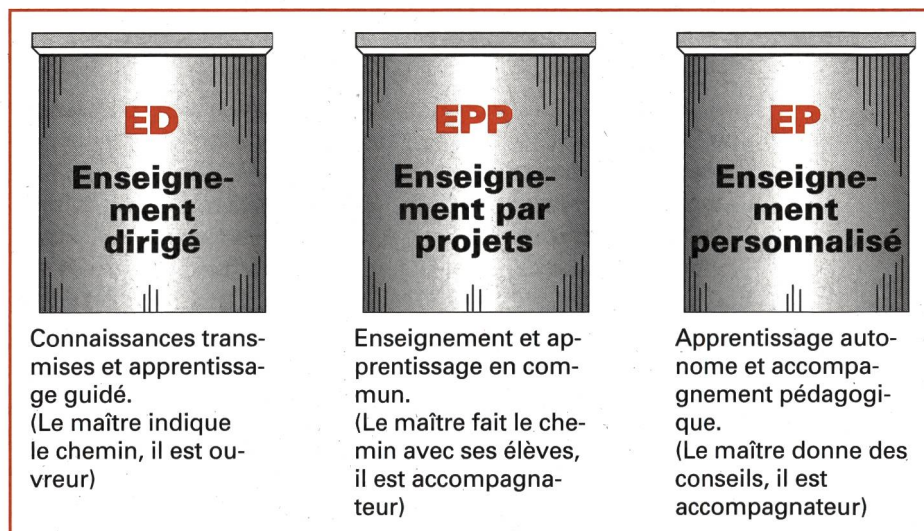 ED
Enseigne-
ment
dirigé
Connaissances trans-
mises et apprentissa-
ge guidé.
(Le maître indique
le chemin, il est ou-
vreur)
EPP
Enseigne-
ment par
projets
Enseignement et ap-
prentissage en com-
mun.
(Le maître fait le che-
min avec ses élèves,
il est accompagna-
teur)
EP
Enseigne-
ment
personnalisé
Apprentissage auto-
nome et accompa-
gnement pédagogi-
que.
(Le maître donne des
conseils, il est
accompagnateur)